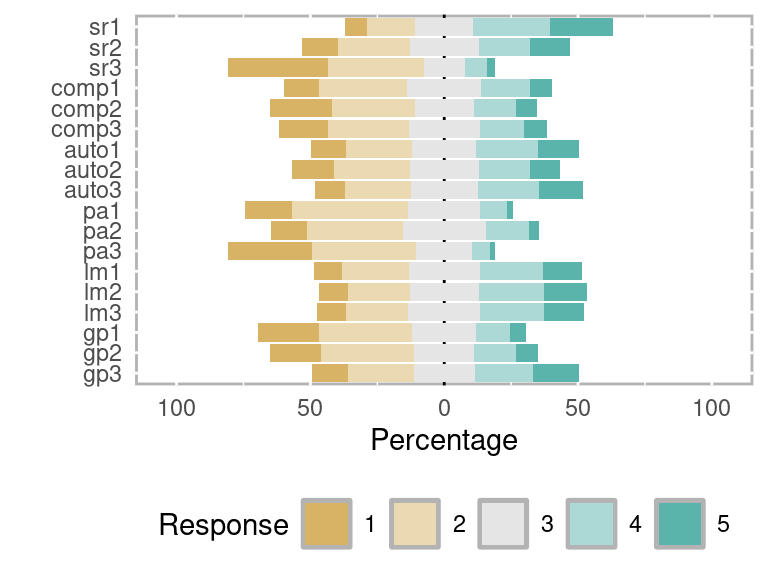 sr1
sr2
sr3
comp1
comp2
comp3
auto1
auto2
auto3
pa1
pa2
pa3
lm1
lm2
lm3
gp1
gp2
gp3
100 50 0 50 100
Percentage
Response 1 2 3 4 5